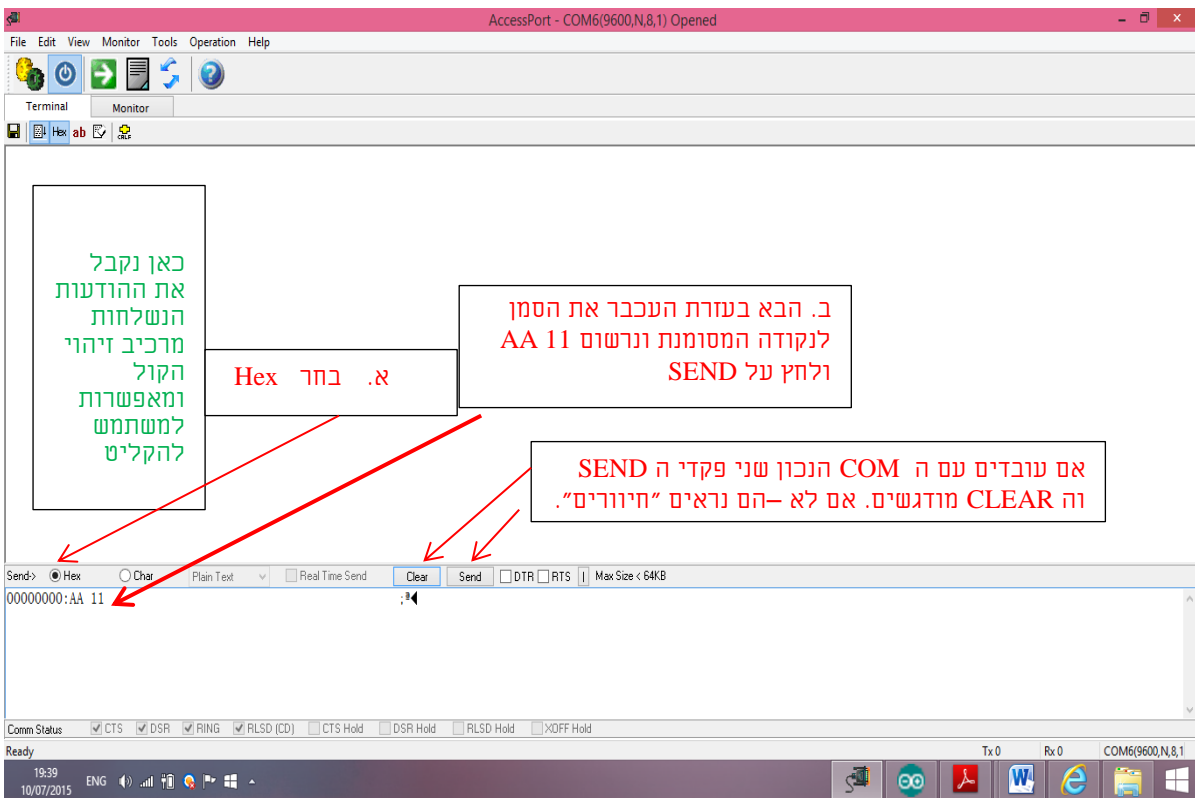 AccessPort - COM6(9600,N,8,1) Opened
File Edit View Monitor Tools Operation Help
Terminal Monitor
Hex ab CRLF
כאן נקבל
את ההודעות
הנשלחות
מרכיב זיהוי
הקול
ומאפשרות
למשתמש
להקליט
א. בחר Hex
ב. הבא בעזרת העכבר את הסמן
לנקודה המסומנת ונרשום AA 11
ולחץ על SEND
אם עובדים עם ה COM הנכון שני פקדי ה SEND
וה CLEAR מודגשים. אם לא –הם נראים "חיוורים".
Send-> Hex Char Plain Text Real Time Send Clear Send DTR RTS | Max Size < 64KB
00000000:AA 11 ;ª◄
Comm Status CTS DSR RING RLSD (CD) CTS Hold DSR Hold RLSD Hold XOFF Hold
Ready Tx 0 Rx 0 COM6(9600,N,8,1
19:39 ENG
10/07/2015